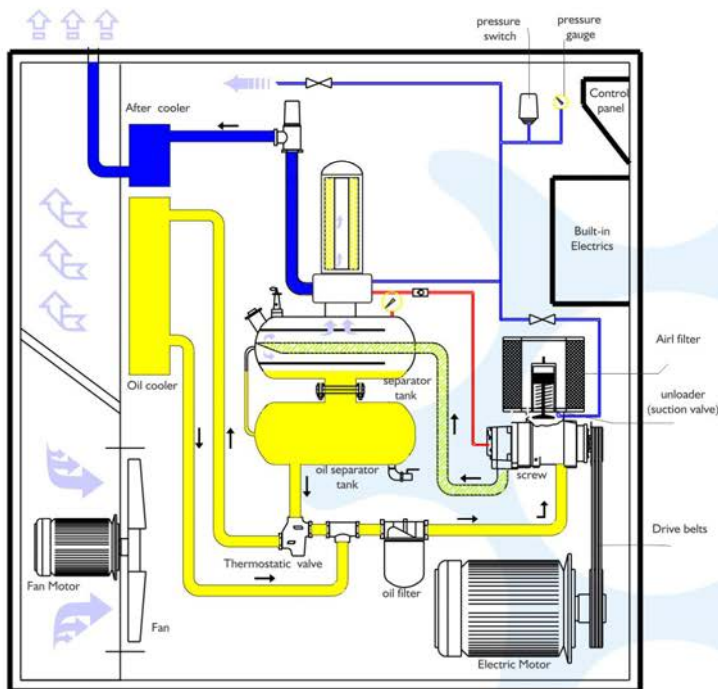 pressure
switch
pressure
gauge
Control
panel
After cooler
Built-in
Electrics
Airl filter
unloader
(suction valve)
Oil cooler
separator
tank
oil separator
tank
screw
Drive belts
Thermostatic valve
oil filter
Fan Motor
Fan
Electric Motor